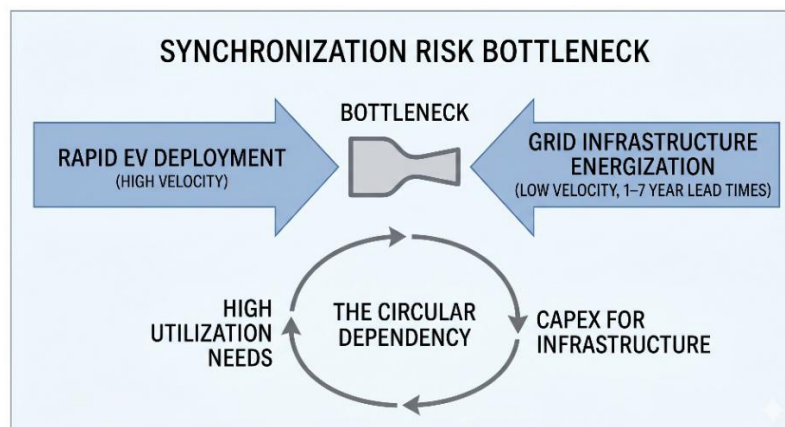 SYNCHRONIZATION RISK BOTTLENECK
BOTTLENECK
RAPID EV DEPLOYMENT
(HIGH VELOCITY)
GRID INFRASTRUCTURE
ENERGIZATION
(LOW VELOCITY, 1–7 YEAR LEAD TIMES)
HIGH
UTILIZATION
NEEDS
THE CIRCULAR
DEPENDENCY
CAPEX FOR
INFRASTRUCTURE